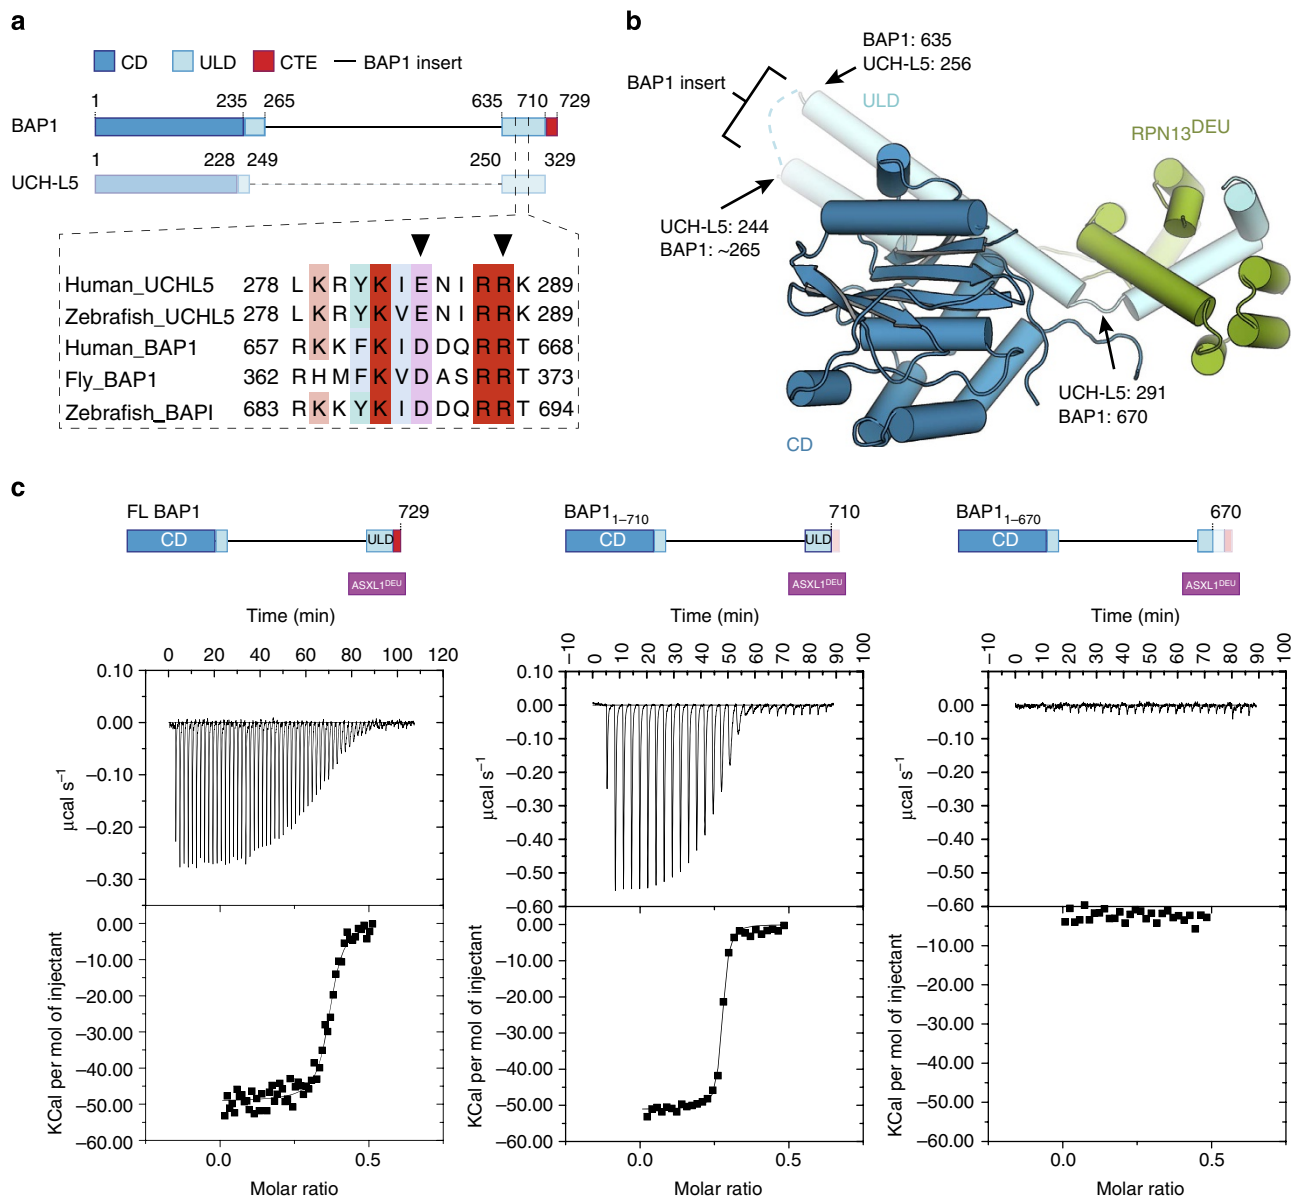 a
CD ULD CTE BAP1 insert
1 235 265 635 710 729
BAP1
1 228 249 250 329
UCH-L5
Human_UCHL5 278 L K R Y K I E N I R R K 289
Zebrafish_UCHL5 278 L K R Y K V E N I R R K 289
Human_BAP1 657 R K K F K I D D Q R R T 668
Fly_BAP1 362 R H M F K V D A S R R T 373
Zebrafish_BAPI 683 R K K Y K I D D Q R R T 694
b
BAP1: 635
UCH-L5: 256
BAP1 insert
ULD
RPN13DEU
UCH-L5: 244
BAP1: ~265
UCH-L5: 291
BAP1: 670
CD
c
FL BAP1 729
CD ULD
ASXL1DEU
Time (min)
0 20 40 60 80 100 120
0.10
0.00
–0.10
–0.20
–0.30
µcal s–1
0.00
–10.00
–20.00
–30.00
–40.00
–50.00
–60.00
KCal per mol of injectant
0.0 0.5
Molar ratio
BAP11–710 710
CD ULD
ASXL1DEU
Time (min)
–10 0 10 20 30 40 50 60 70 80 90 100
0.10
0.00
–0.10
–0.20
–0.30
–0.40
–0.50
–0.60
µcal s–1
0.00
–10.00
–20.00
–30.00
–40.00
–50.00
–60.00
KCal per mol of injectant
0.0 0.5
Molar ratio
BAP11–670 670
CD
ASXL1DEU
Time (min)
–10 0 10 20 30 40 50 60 70 80 90 100
0.10
0.00
–0.10
–0.20
–0.30
–0.40
–0.50
–0.60
µcal s–1
0.00
–10.00
–20.00
–30.00
–40.00
–50.00
–60.00
KCal per mol of injectant
0.0 0.5
Molar ratio